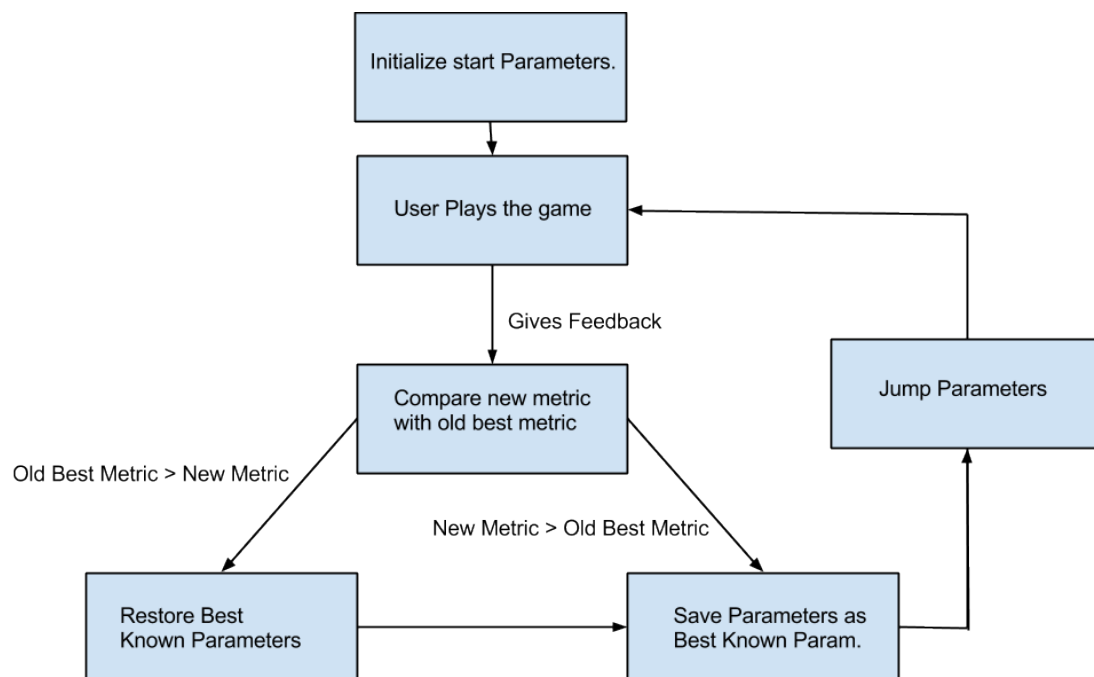 Initialize start Parameters.
User Plays the game
Gives Feedback
Compare new metric
with old best metric
Jump Parameters
Old Best Metric > New Metric
New Metric > Old Best Metric
Restore Best
Known Parameters
Save Parameters as
Best Known Param.